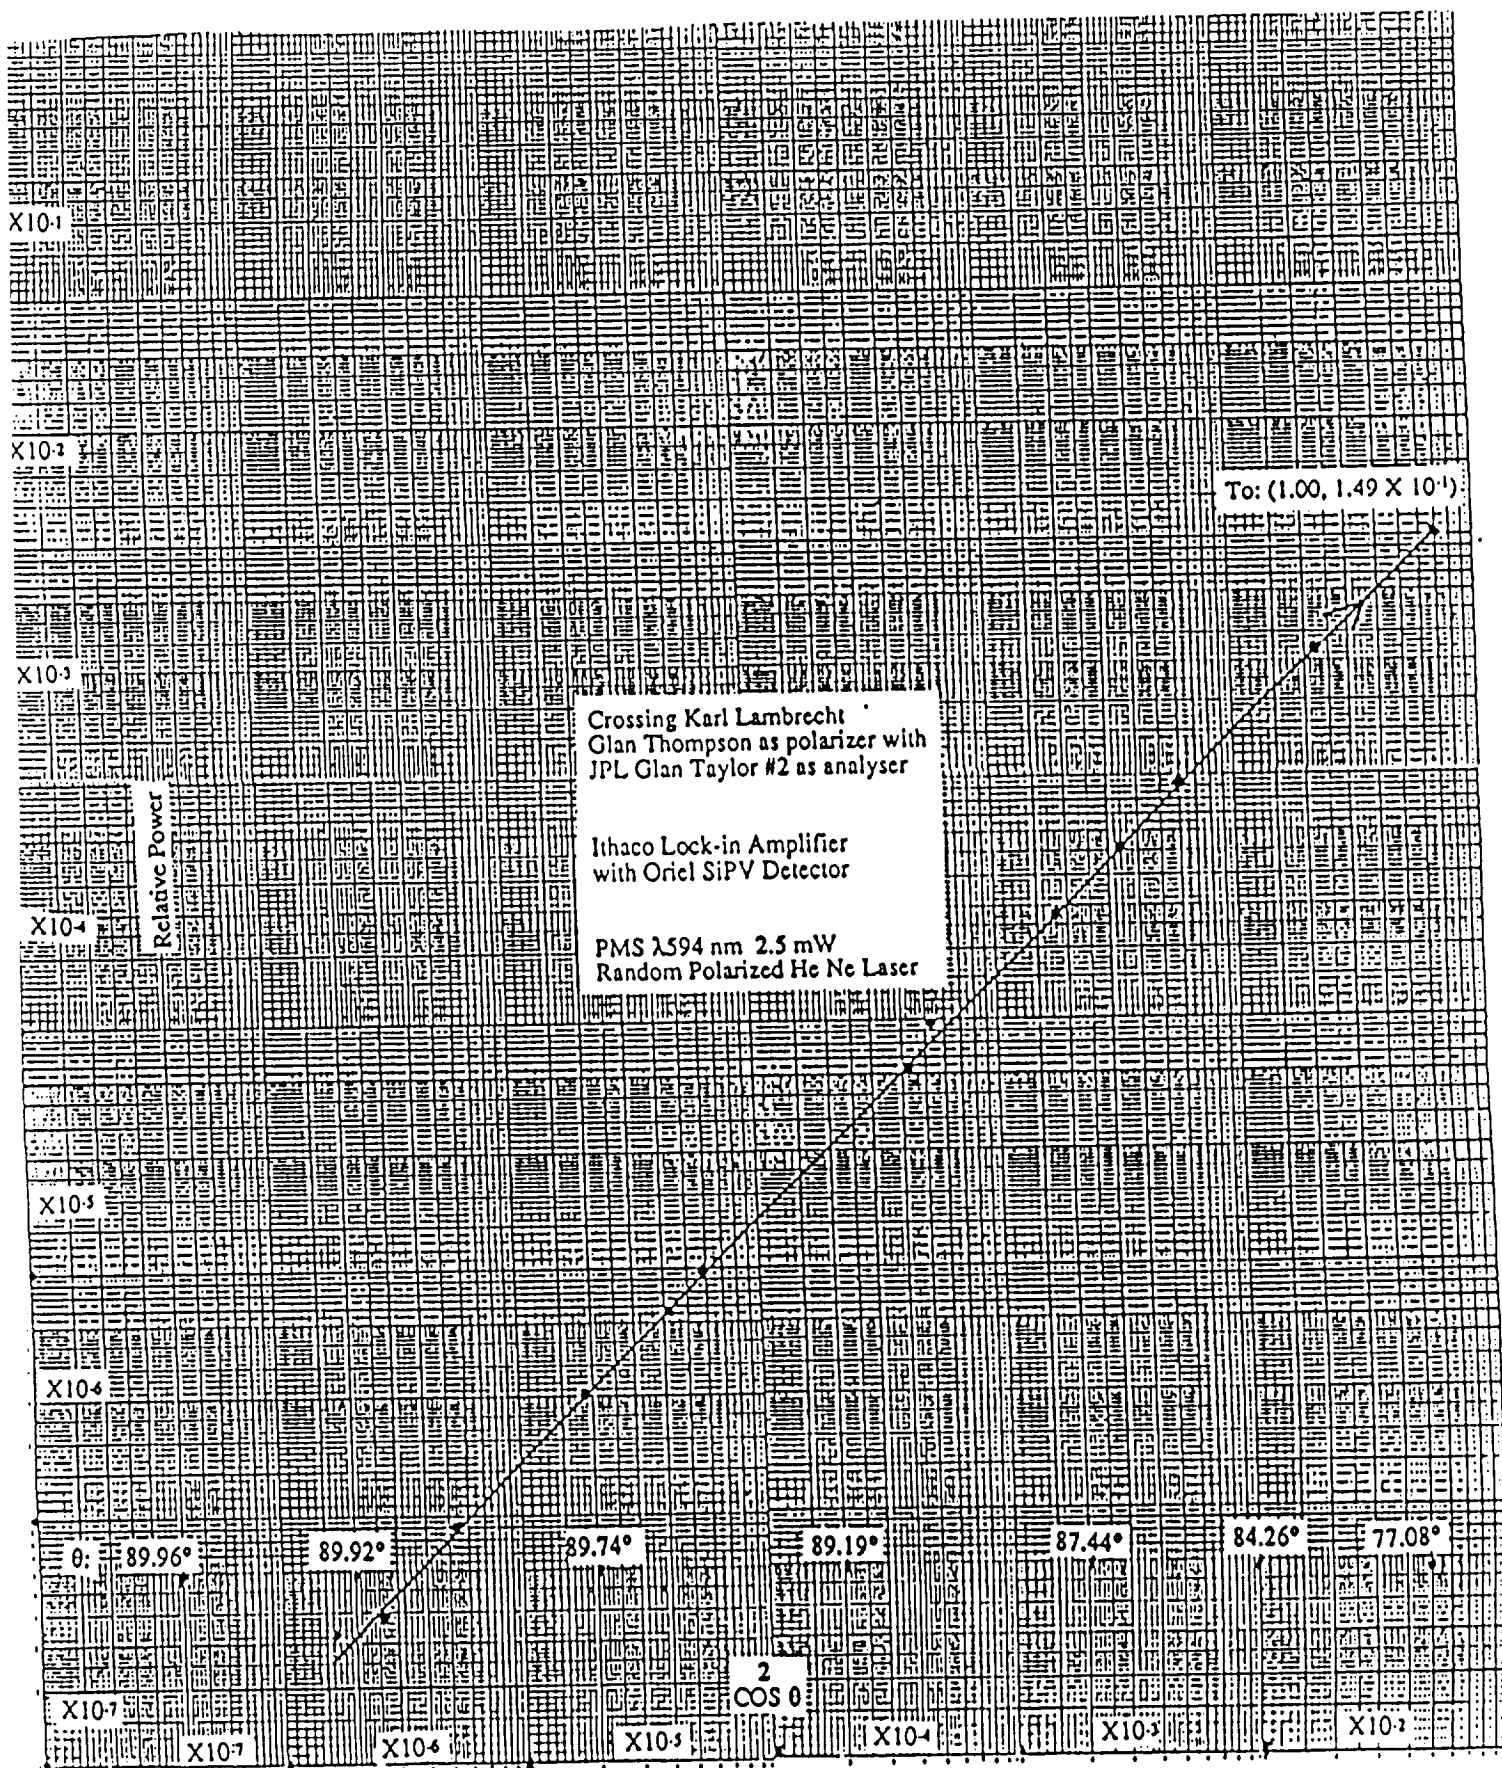 X10-1
X10-2
To: (1.00, 1.49 X 10-1)
X10-3
Crossing Karl Lambrecht
Glan Thompson as polarizer with
JPL Glan Taylor #2 as analyser
Relative Power
Ithaco Lock-in Amplifier
with Oriel SiPV Detector
X10-4
PMS λ594 nm 2.5 mW
Random Polarized He Ne Laser
X10-5
X10-6
θ: 89.96° 89.92° 89.74° 89.19° 87.44° 84.26° 77.08°
2
COS θ
X10-7
X10-7 X10-6 X10-5 X10-4 X10-3 X10-2